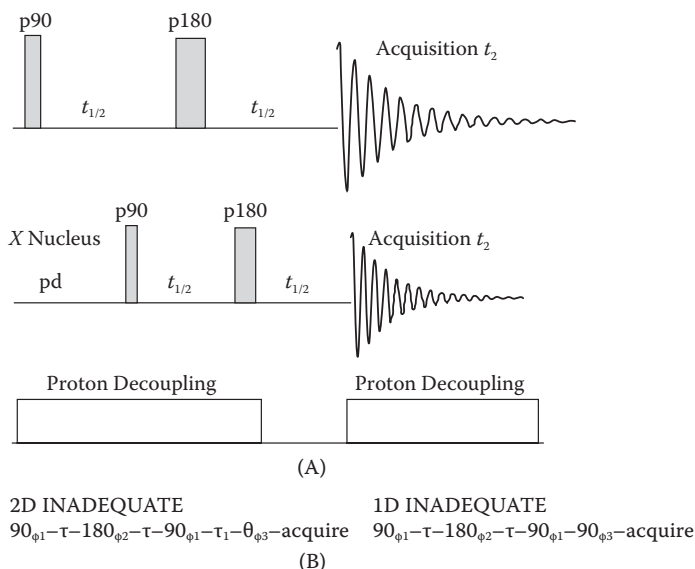 p90 p180
Acquisition t₂
t₁/₂ t₁/₂
p90 p180
X Nucleus Acquisition t₂
pd t₁/₂ t₁/₂
Proton Decoupling Proton Decoupling
(A)
2D INADEQUATE 1D INADEQUATE
90ϕ1–τ–180ϕ2–τ–90ϕ1–τ₁–θϕ3–acquire 90ϕ1–τ–180ϕ2–τ–90ϕ1–90ϕ3–acquire
(B)